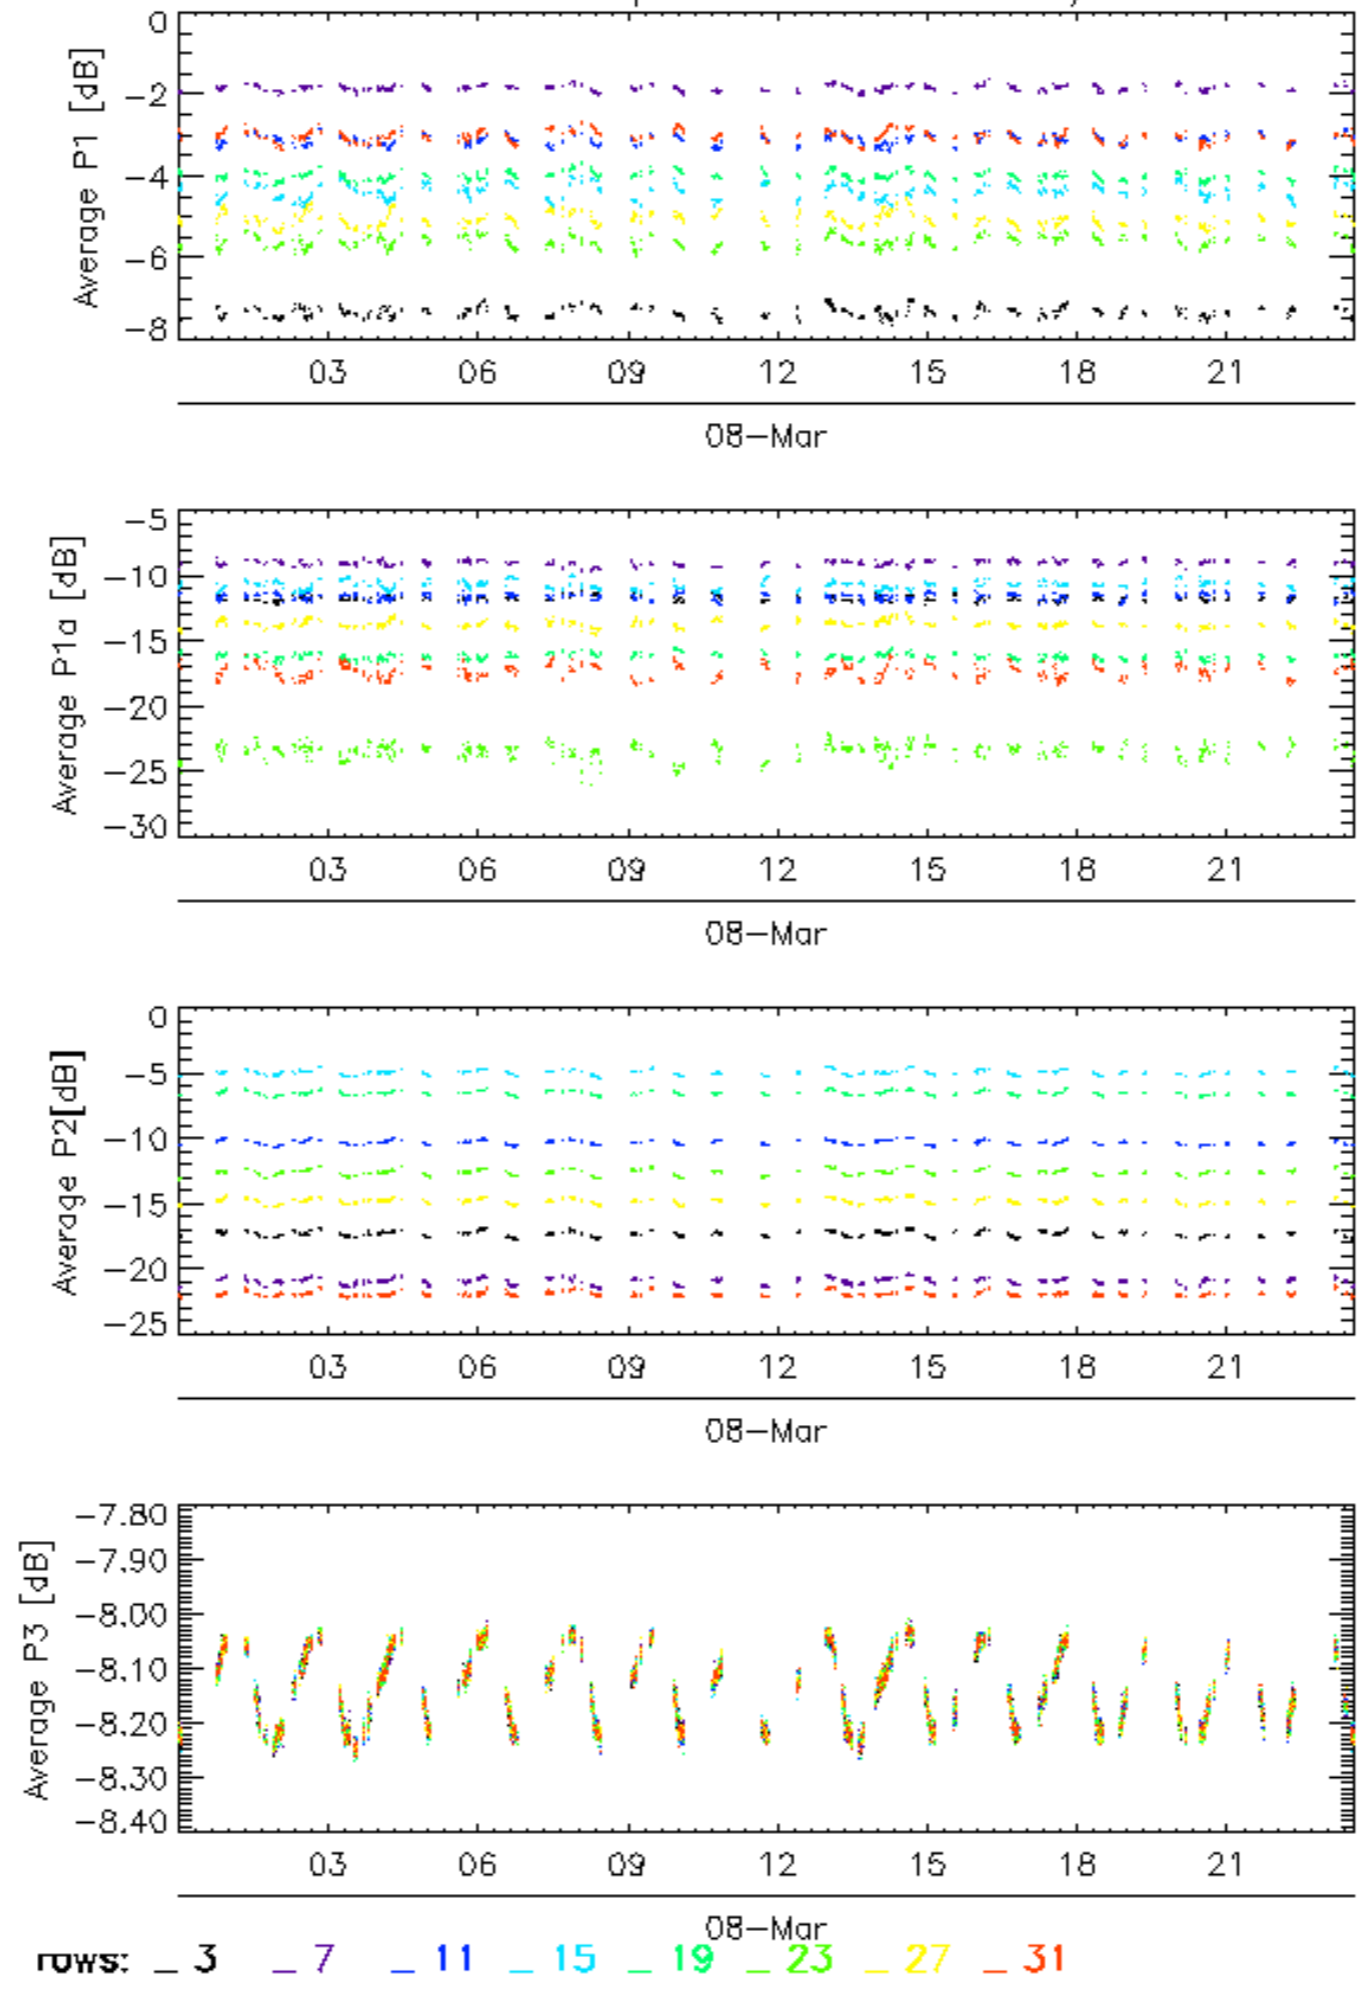 0
−2
−4
−6
−8
Average P1 [dB]
03 06 09 12 15 18 21
08−Mar
−5
−10
−15
−20
−25
−30
Average P1a [dB]
03 06 09 12 15 18 21
08−Mar
0
−5
−10
−15
−20
−25
Average P2[dB]
03 06 09 12 15 18 21
08−Mar
−7.80
−7.90
−8.00
−8.10
−8.20
−8.30
−8.40
Average P3 [dB]
03 06 09 12 15 18 21
08−Mar
rows: _ 3 _ 7 _ 11 _ 15 _ 19 _ 23 _ 27 _ 31